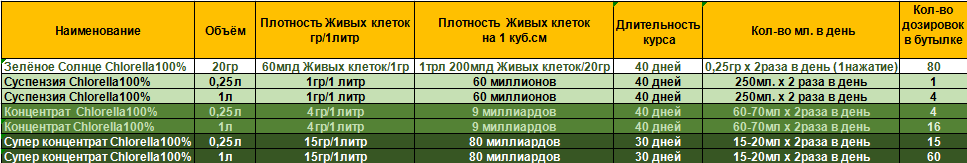 Наименование Объём Плотность Живых клеток гр/1литр Плотность Живых клеток на 1 куб.см Длительность курса Кол-во мл. в день Кол-во дозировок в бутылке
Зелёное Солнце Chlorella100% 20гр 60млд Живых клеток/1гр 1трл 200млд Живых клеток/20гр 40 дней 0,25гр х 2раза в день (1нажатие) 80
Суспензия Chlorella100% 0,25л 1гр/1 литр 60 миллионов 40 дней 250мл. х 2 раза в день 1
Суспензия Chlorella100% 1л 1гр/1 литр 60 миллионов 40 дней 250мл. х 2 раза в день 4
Концентрат Chlorella100% 0,25л 4гр/1литр 9 миллиардов 40 дней 60-70мл х 2раза в день 4
Концентрат Chlorella100% 1л 4гр/1литр 9 миллиардов 40 дней 60-70мл х 2раза в день 16
Супер концентрат Chlorella100% 0,25л 15гр/1литр 80 миллиардов 30 дней 15-20мл х 2раза в день 15
Супер концентрат Chlorella100% 1л 15гр/1литр 80 миллиардов 30 дней 15-20мл х 2раза в день 60